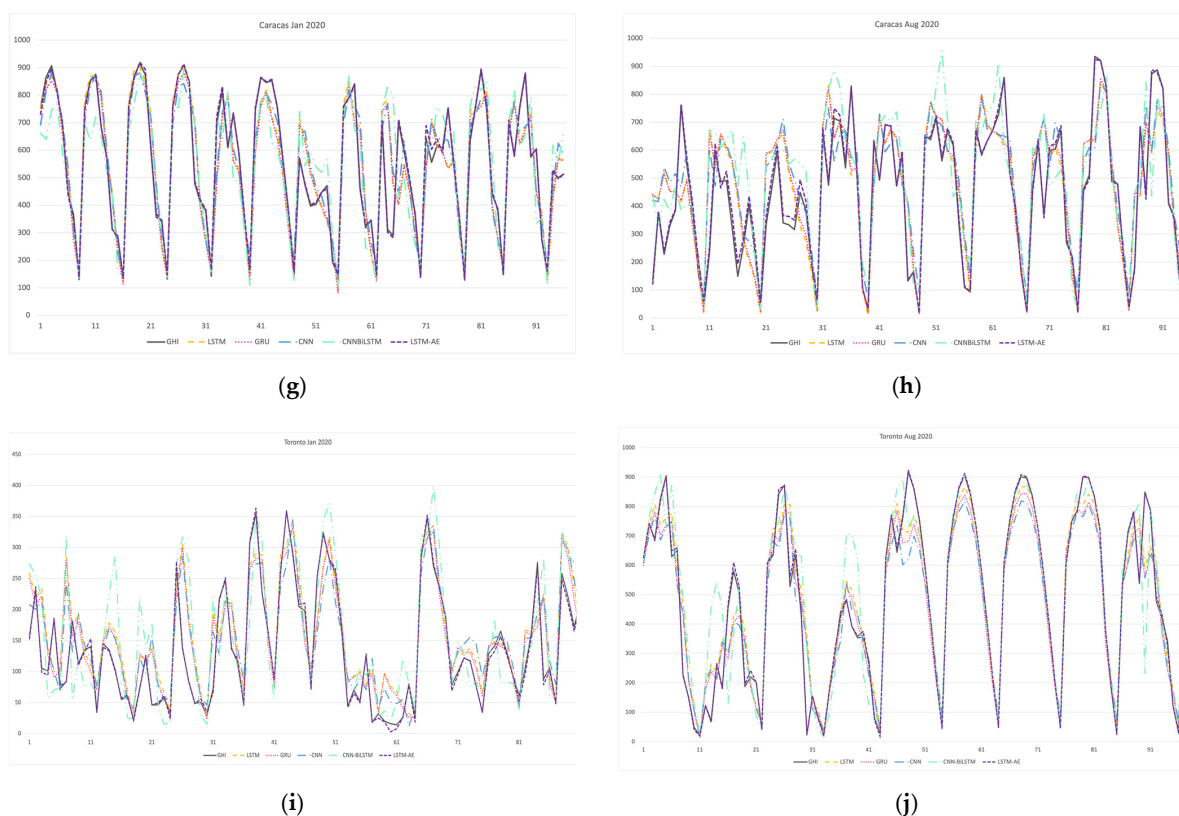 Caracas Jan 2020
1000
900
800
700
600
500
400
300
200
100
0
1 11 21 31 41 51 61 71 81 91
GHI LSTM GRU CNN CNNBiLSTM LSTM-AE
(g)
Caracas Aug 2020
1000
900
800
700
600
500
400
300
200
100
0
1 11 21 31 41 51 61 71 81 91
GHI LSTM GRU CNN CNNBiLSTM LSTM-AE
(h)
Toronto Jan 2020
450
400
350
300
250
200
150
100
50
0
1 11 21 31 41 51 61 71 81
GHI LSTM GRU CNN CNN-BiLSTM LSTM-AE
(i)
Toronto Aug 2020
1000
900
800
700
600
500
400
300
200
100
0
1 11 21 31 41 51 61 71 81 91
GHI LSTM GRU CNN CNN-BiLSTM LSTM-AE
(j)